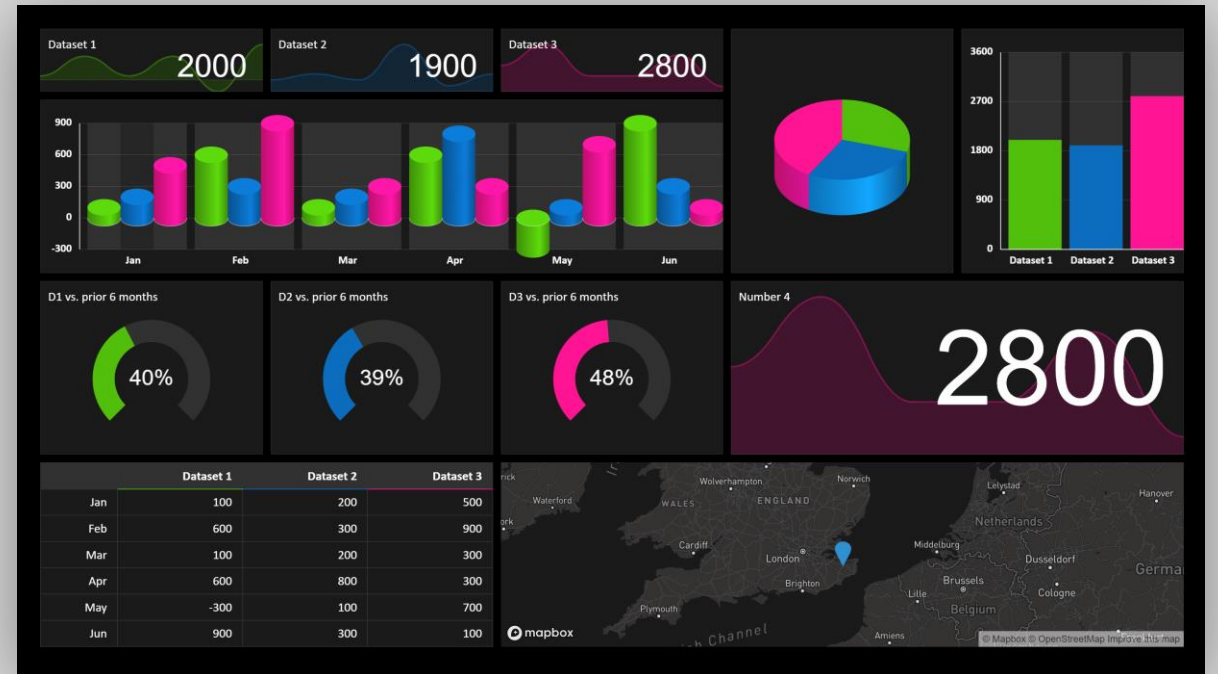 Dataset 1
2000
Dataset 2
1900
Dataset 3
2800
900
600
300
0
-300
Jan Feb Mar Apr May Jun
3600
2700
1800
900
0
Dataset 1 Dataset 2 Dataset 3
D1 vs. prior 6 months
40%
D2 vs. prior 6 months
39%
D3 vs. prior 6 months
48%
Number 4
2800
Dataset 1 Dataset 2 Dataset 3
Jan 100 200 500
Feb 600 300 900
Mar 100 200 300
Apr 600 800 300
May -300 100 700
Jun 900 300 100
Wolverhampton
Norwich
Lelystad
Hanover
Waterford
WALES
ENGLAND
Netherlands
Cardiff
London
Middelburg
Dusseldorf
Germa
Brighton
Brussels
Lille
Cologne
Plymouth
Belgium
Channel
Amiens
mapbox
© Mapbox © OpenStreetMap Improve this map